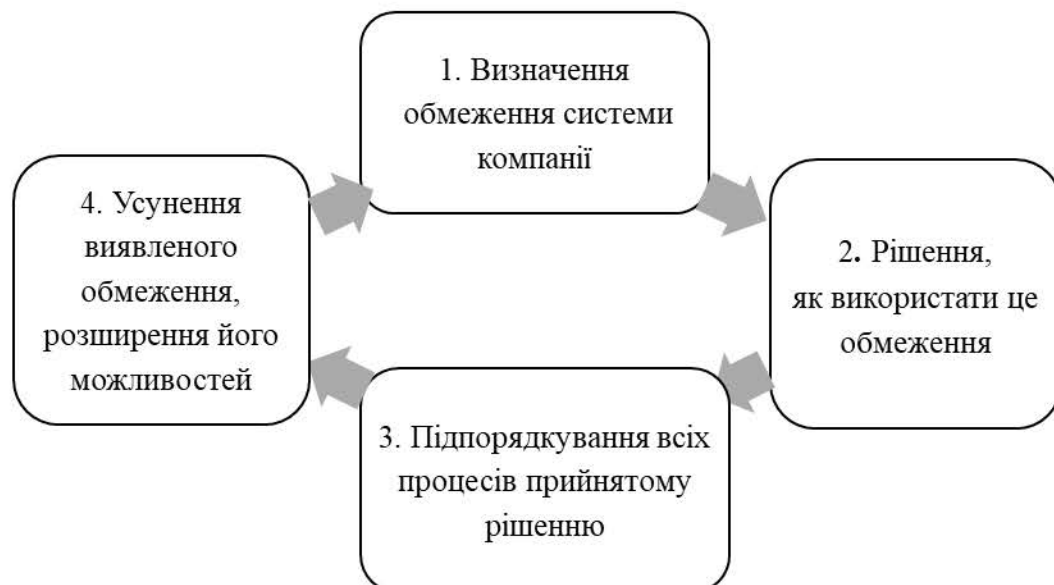 1. Визначення
обмеження системи
компанії
2. Рішення,
як використати це
обмеження
3. Підпорядкування всіх
процесів прийнятому
рішенню
4. Усунення
виявленого
обмеження,
розширення його
можливостей